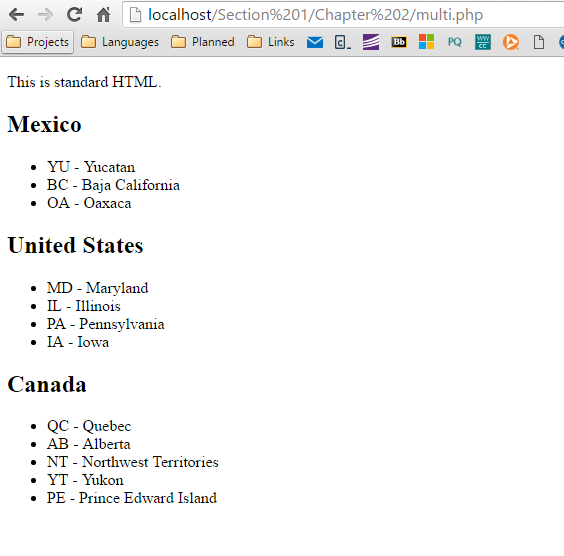 localhost/Section%201/Chapter%202/multi.php
Projects Languages Planned Links Bb PQ WW CC
This is standard HTML.
Mexico
• YU - Yucatan
• BC - Baja California
• OA - Oaxaca
United States
• MD - Maryland
• IL - Illinois
• PA - Pennsylvania
• IA - Iowa
Canada
• QC - Quebec
• AB - Alberta
• NT - Northwest Territories
• YT - Yukon
• PE - Prince Edward Island